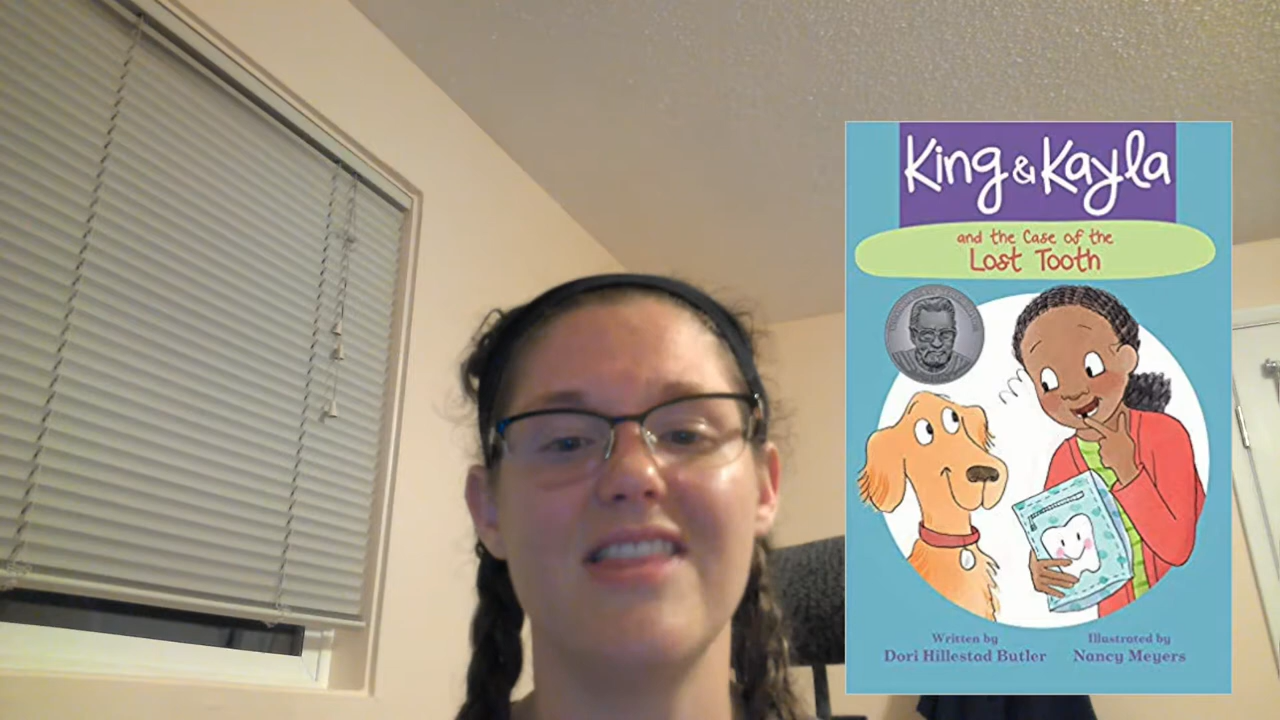 King & Kayla
and the Case of the
Lost Tooth
Written by
Dori Hillestad Butler
Illustrated by
Nancy Meyers